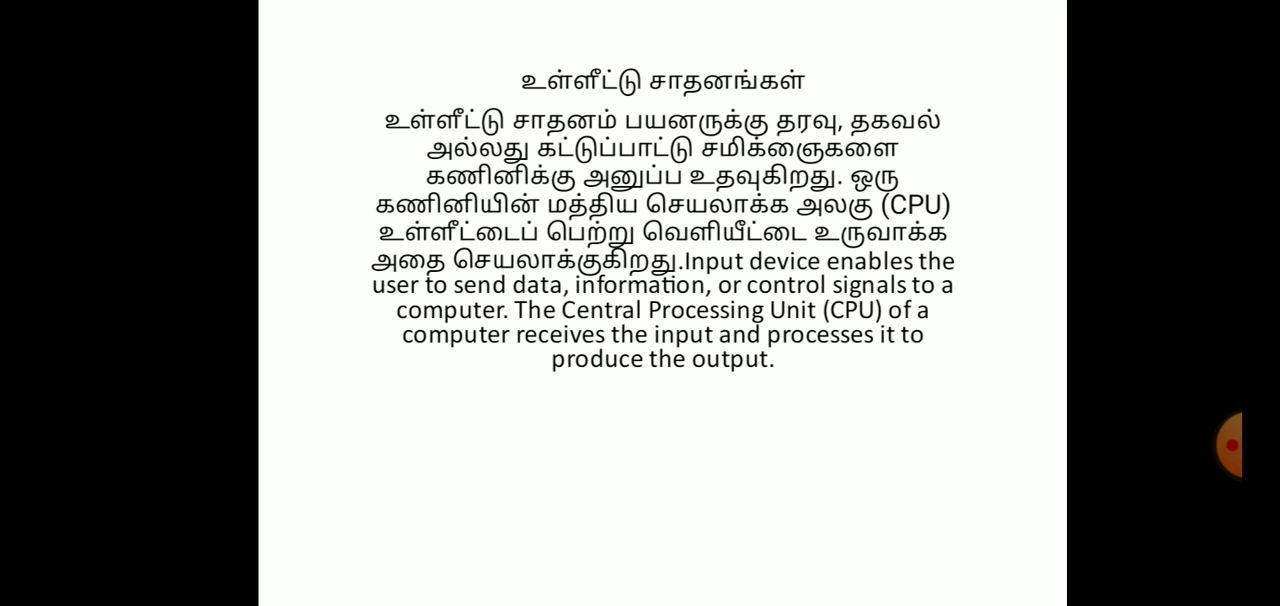 உள்ளீட்டு சாதனங்கள்
உள்ளீட்டு சாதனம் பயனருக்கு தரவு, தகவல்
அல்லது கட்டுப்பாட்டு சமிக்ஞைகளை
கணினிக்கு அனுப்ப உதவுகிறது. ஒரு
கணினியின் மத்திய செயலாக்க அலகு (CPU)
உள்ளீட்டைப் பெற்று வெளியீட்டை உருவாக்க
அதை செயலாக்குகிறது.Input device enables the
user to send data, information, or control signals to a
computer. The Central Processing Unit (CPU) of a
computer receives the input and processes it to
produce the output.